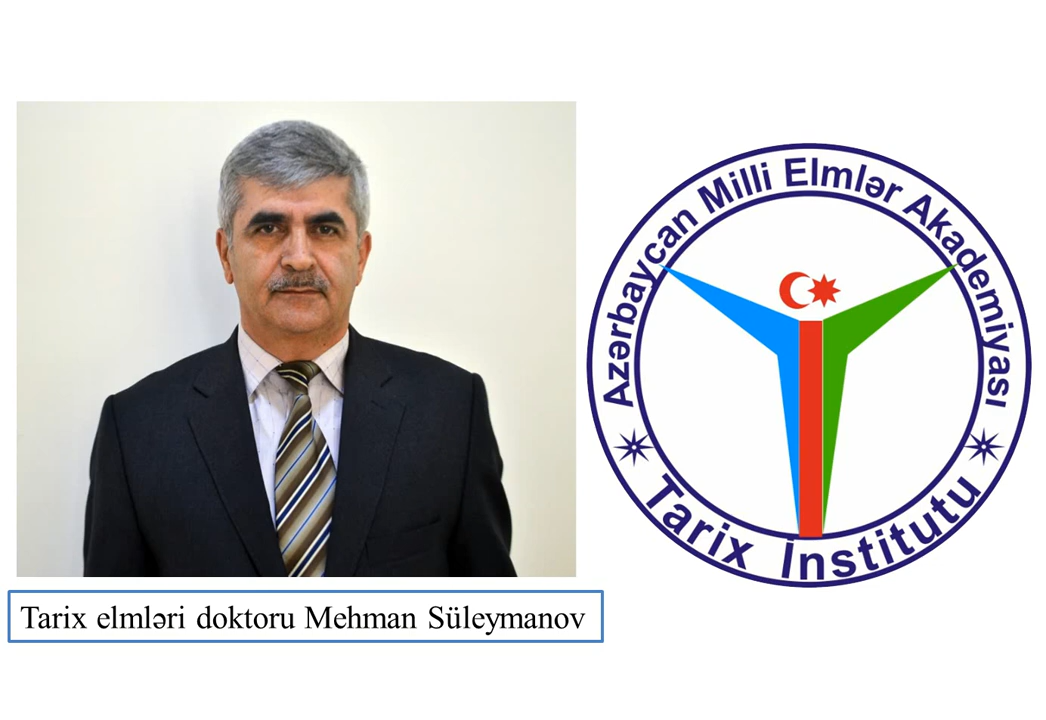 Azərbaycan Milli Elmlər Akademiyası
Tarix İnstitutu
Tarix elmləri doktoru Mehman Süleymanov